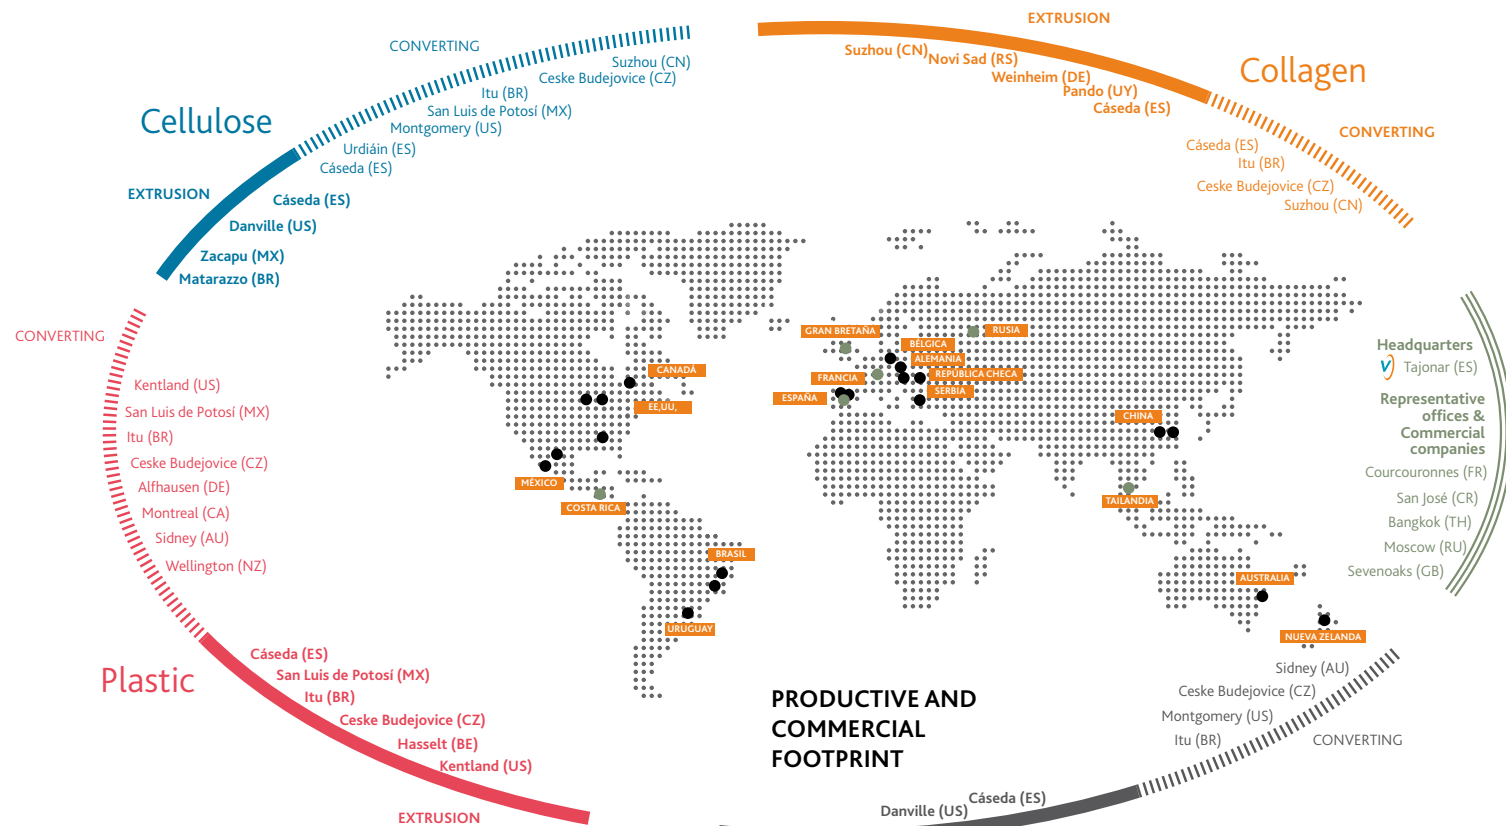 EXTRUSION
Collagen
Suzhou (CN)
Novi Sad (RS)
Weinheim (DE)
Pando (UY)
Cáseda (ES)
CONVERTING
Cáseda (ES)
Itu (BR)
Ceske Budejovice (CZ)
Suzhou (CN)
CONVERTING
Suzhou (CN)
Ceske Budejovice (CZ)
Itu (BR)
San Luis de Potosí (MX)
Montgomery (US)
Urdiáin (ES)
Cáseda (ES)
Cellulose
EXTRUSION
Cáseda (ES)
Danville (US)
Zacapu (MX)
Matarazzo (BR)
CONVERTING
Kentland (US)
San Luis de Potosí (MX)
Itu (BR)
Ceske Budejovice (CZ)
Alfhausen (DE)
Montreal (CA)
Sidney (AU)
Wellington (NZ)
Plastic
Cáseda (ES)
San Luis de Potosí (MX)
Itu (BR)
Ceske Budejovice (CZ)
Hasselt (BE)
Kentland (US)
EXTRUSION
GRAN BRETAÑA
RUSIA
BÉLGICA
ALEMANIA
REPÚBLICA CHECA
FRANCIA
SERBIA
ESPAÑA
CANADÁ
EE,UU,
MÉXICO
COSTA RICA
BRASIL
URUGUAY
CHINA
TAILANDIA
AUSTRALIA
NUEVA ZELANDA
Headquarters
V Tajonar (ES)
Representative
offices &
Commercial
companies
Courcouronnes (FR)
San José (CR)
Bangkok (TH)
Moscow (RU)
Sevenoaks (GB)
PRODUCTIVE AND
COMMERCIAL
FOOTPRINT
Sidney (AU)
Ceske Budejovice (CZ)
Montgomery (US)
Itu (BR)
CONVERTING
Cáseda (ES)
Danville (US)